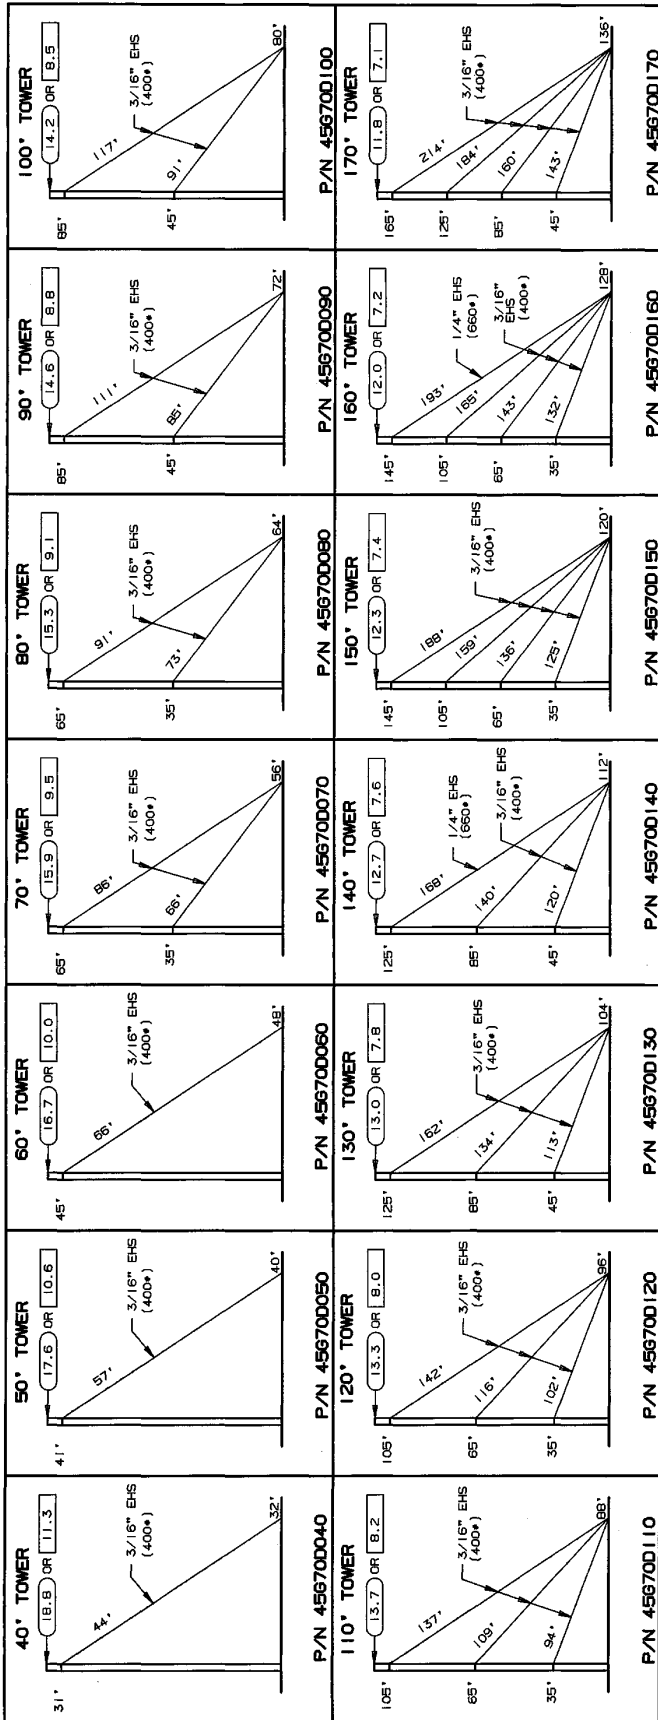 40' TOWER
18.8 OR 11.3
31'
44'
3/16" EHS
(400#)
32'
P/N 45G70D040
50' TOWER
17.6 OR 10.6
41'
57'
3/16" EHS
(400#)
40'
P/N 45G70D050
60' TOWER
16.7 OR 10.0
45'
66'
3/16" EHS
(400#)
48'
P/N 45G70D060
70' TOWER
15.9 OR 9.5
65'
35'
86'
66'
3/16" EHS
(400#)
56'
P/N 45G70D070
80' TOWER
15.3 OR 9.1
65'
35'
91'
73'
3/16" EHS
(400#)
64'
P/N 45G70D080
90' TOWER
14.6 OR 8.8
85'
45'
111'
85'
3/16" EHS
(400#)
72'
P/N 45G70D090
100' TOWER
14.2 OR 8.5
85'
45'
117'
91'
3/16" EHS
(400#)
80'
P/N 45G70D100
110' TOWER
13.7 OR 8.2
105'
65'
35'
137'
109'
94'
3/16" EHS
(400#)
88'
P/N 45G70D110
120' TOWER
13.3 OR 8.0
105'
65'
35'
142'
116'
102'
3/16" EHS
(400#)
96'
P/N 45G70D120
130' TOWER
13.0 OR 7.8
125'
85'
45'
162'
134'
113'
3/16" EHS
(400#)
104'
P/N 45G70D130
140' TOWER
12.7 OR 7.6
125'
85'
45'
168'
140'
120'
1/4" EHS
(660#)
3/16" EHS
(400#)
112'
P/N 45G70D140
150' TOWER
12.3 OR 7.4
145'
105'
65'
35'
188'
159'
136'
125'
3/16" EHS
(400#)
120'
P/N 45G70D150
160' TOWER
12.0 OR 7.2
145'
105'
65'
35'
193'
165'
143'
132'
1/4" EHS
(660#)
3/16"
EHS
(400#)
128'
P/N 45G70D160
170' TOWER
11.8 OR 7.1
165'
125'
85'
45'
214'
184'
160'
143'
3/16" EHS
(400#)
136'
P/N 45G70D170